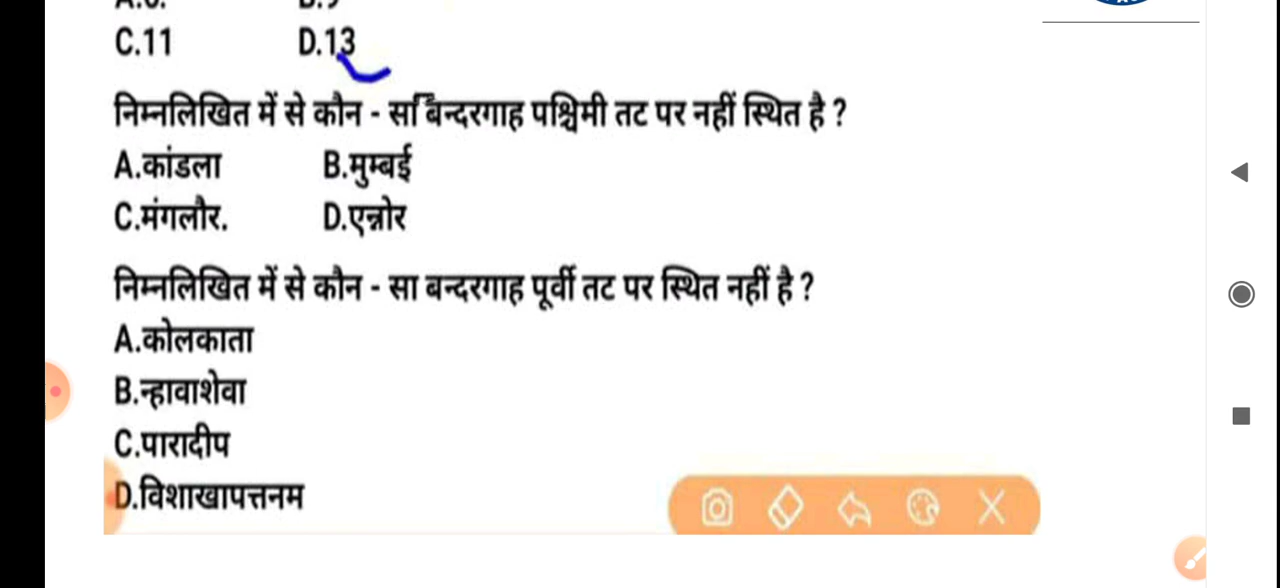 C.11 D.13
निम्नलिखित में से कौन - सा बन्दरगाह पश्चिमी तट पर नहीं स्थित है ?
A.कांडला B.मुम्बई
C.मंगलौर. D.एन्नोर
निम्नलिखित में से कौन - सा बन्दरगाह पूर्वी तट पर स्थित नहीं है ?
A.कोलकाता
B.न्हावाशेवा
C.पारादीप
D.विशाखापत्तनम